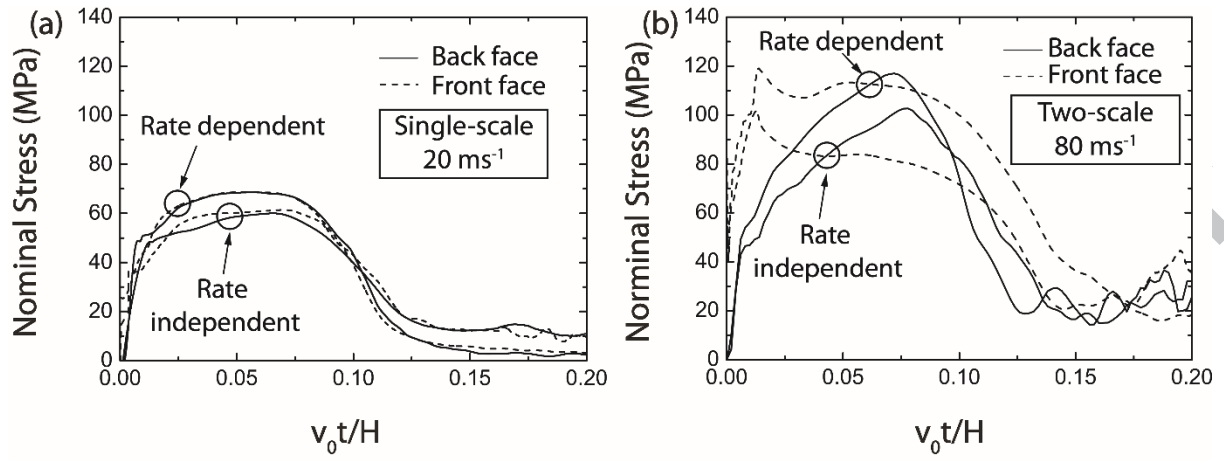 (a)
Nominal Stress (MPa)
140
120
100
80
60
40
20
0
Back face
Front face
Rate dependent
Single-scale
20 ms⁻¹
Rate
independent
0.00 0.05 0.10 0.15 0.20
v₀t/H
(b)
Nominal Stress (MPa)
140
120
100
80
60
40
20
0
Rate dependent
Back face
Front face
Two-scale
80 ms⁻¹
Rate
independent
0.00 0.05 0.10 0.15 0.20
v₀t/H